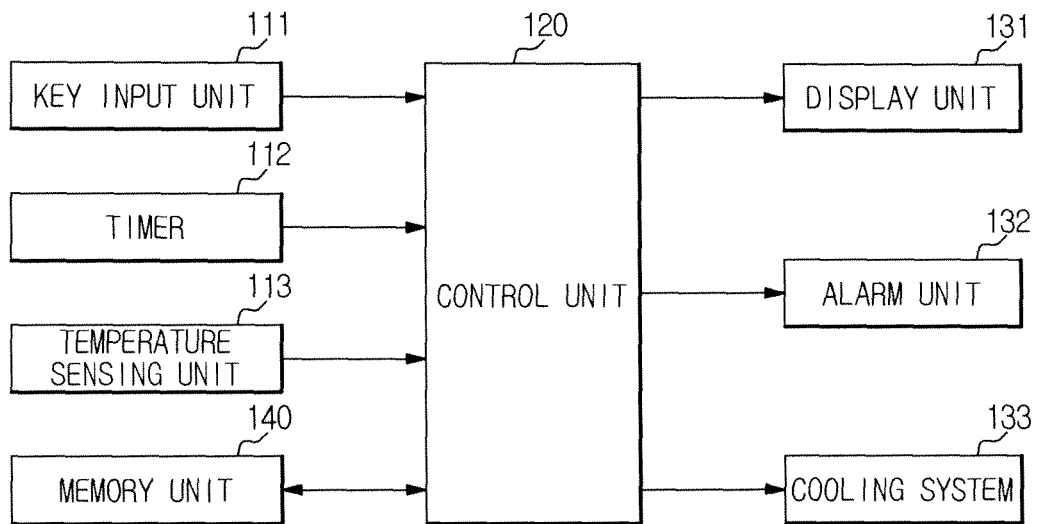 111
KEY INPUT UNIT
112
TIMER
113
TEMPERATURE
SENSING UNIT
140
MEMORY UNIT
120
CONTROL UNIT
131
DISPLAY UNIT
132
ALARM UNIT
133
COOLING SYSTEM